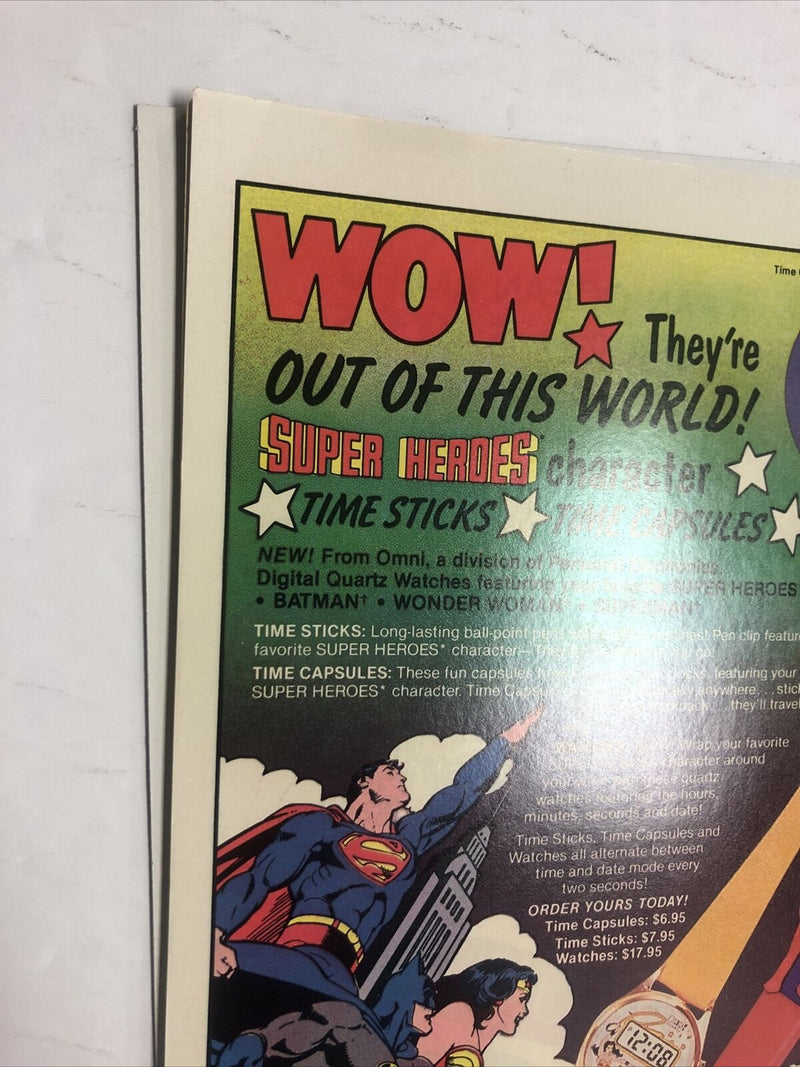 WOW!
Time
They're
OUT OF THIS WORLD!
SUPER HEROES character
TIME STICKS TIME CAPSULES
NEW! From Omni, a division of
Digital Quartz Watches featuring SUPER HEROES
• BATMAN† • WONDER WOMAN† • SUPERMAN†
TIME STICKS: Long-lasting ball-point Pen clip featur
favorite SUPER HEROES* character—
TIME CAPSULES: These fun capsules featuring your
SUPER HEROES* character. Time Capsules anywhere... stick
they'll travel
Wrap your favorite
character around
these quartz
watches featuring the hours,
minutes, seconds and date!
Time Sticks, Time Capsules and
Watches all alternate between
time and date mode every
two seconds!
ORDER YOURS TODAY!
Time Capsules: $6.95
Time Sticks: $7.95
Watches: $17.95
12:08